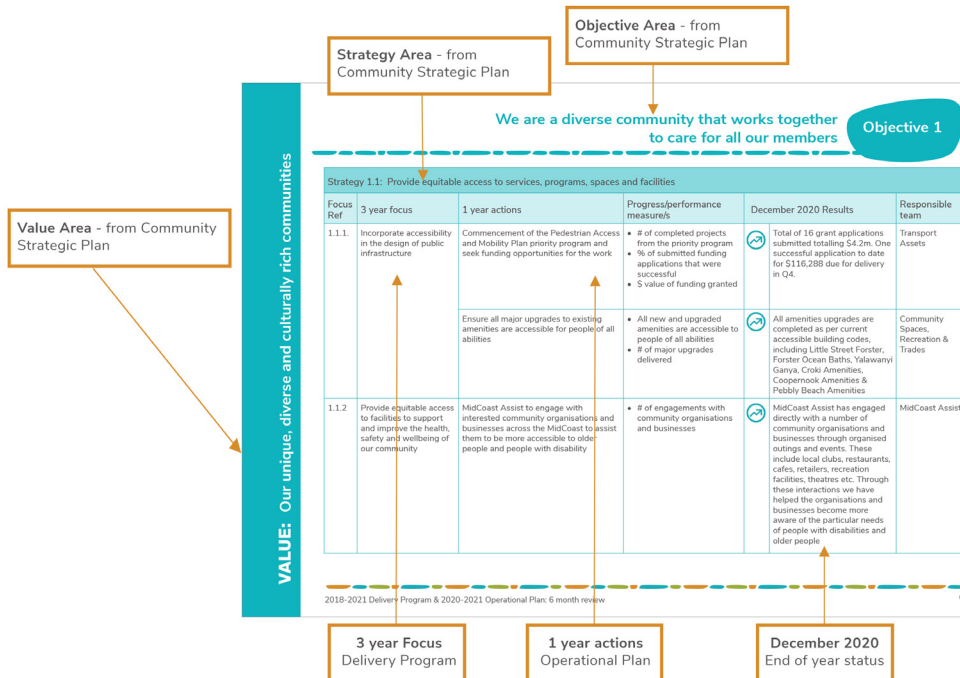 Objective Area - from
Community Strategic Plan
Strategy Area - from
Community Strategic Plan
We are a diverse community that works together
to care for all our members
Objective 1
Value Area - from Community
Strategic Plan
VALUE: Our unique, diverse and culturally rich communities
Strategy 1.1: Provide equitable access to services, programs, spaces and facilities
Focus
Ref
3 year focus
1 year actions
Progress/performance
measure/s
December 2020 Results
Responsible
team
1.1.1.
Incorporate accessibility
in the design of public
infrastructure
Commencement of the Pedestrian Access
and Mobility Plan priority program and
seek funding opportunities for the work
• # of completed projects
from the priority program
• % of submitted funding
applications that were
successful
• $ value of funding granted
Total of 16 grant applications
submitted totalling $4.2m. One
successful application to date
for $116,288 due for delivery
in Q4.
Transport
Assets
Ensure all major upgrades to existing
amenities are accessible for people of all
abilities
• All new and upgraded
amenities are accessible to
people of all abilities
• # of major upgrades
delivered
All amenities upgrades are
completed as per current
accessible building codes,
including Little Street Forster,
Forster Ocean Baths, Yalawanyi
Ganya, Croki Amenities,
Coopernook Amenities &
Pebbly Beach Amenities
Community
Spaces,
Recreation &
Trades
1.1.2
Provide equitable access
to facilities to support
and improve the health,
safety and wellbeing of
our community
MidCoast Assist to engage with
interested community organisations and
businesses across the MidCoast to assist
them to be more accessible to older
people and people with disability
• # of engagements with
community organisations
and businesses
MidCoast Assist has engaged
directly with a number of
community organisations and
businesses through organised
outings and events. These
include local clubs, restaurants,
cafes, retailers, recreation
facilities, theatres etc. Through
these interactions we have
helped the organisations and
businesses become more
aware of the particular needs
of people with disabilities and
older people
MidCoast Assist
2018-2021 Delivery Program & 2020-2021 Operational Plan: 6 month review
3 year Focus
Delivery Program
1 year actions
Operational Plan
December 2020
End of year status